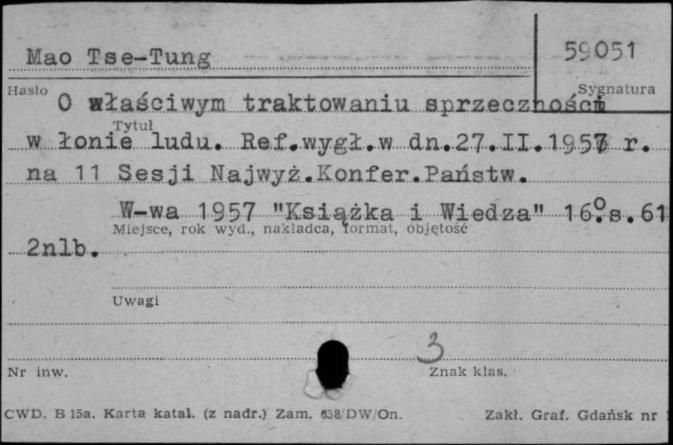 Mao Tse-Tung
59051
Hasło
Sygnatura
O właściwym traktowaniu sprzeczności
Tytuł
w łonie ludu. Ref.wygł.w dn.27.II.1957 r.
na 11 Sesji Najwyż.Konfer.Państw.
W-wa 1957 "Książka i Wiedza" 16°.s.61
Miejsce, rok wyd., nakładca, format, objętość
2nlb.
Uwagi
3
Nr inw.
Znak klas.
CWD. B 15a. Karta katal. (z nadr.) Zam. 638/DW/On.
Zakł. Graf. Gdańsk nr